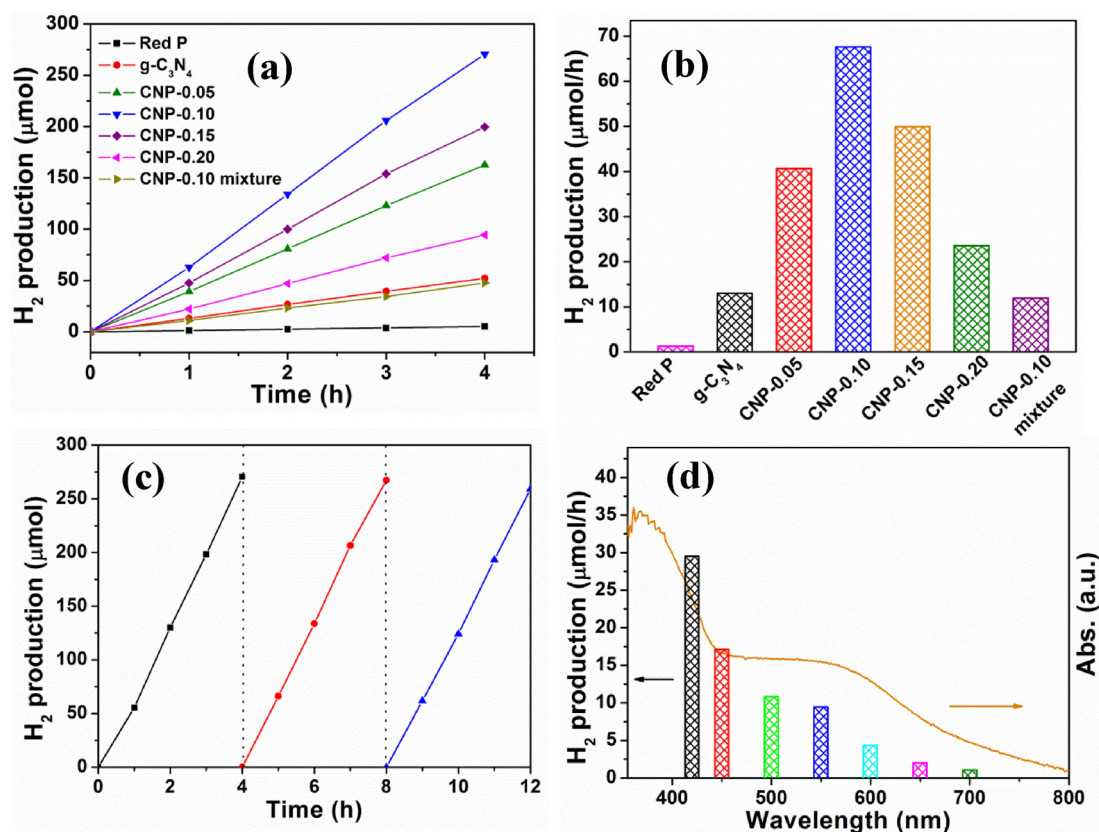 (a)
H₂ production (μmol)
300
250
200
150
100
50
0
Red P
g-C₃N₄
CNP-0.05
CNP-0.10
CNP-0.15
CNP-0.20
CNP-0.10 mixture
0 1 2 3 4
Time (h)
(b)
H₂ production (μmol/h)
80
70
60
50
40
30
20
10
0
Red P
g-C₃N₄
CNP-0.05
CNP-0.10
CNP-0.15
CNP-0.20
CNP-0.10
mixture
(c)
H₂ production (μmol)
300
250
200
150
100
50
0
0 2 4 6 8 10 12
Time (h)
(d)
H₂ production (μmol/h)
45
40
35
30
25
20
15
10
5
0
400 500 600 700 800
Wavelength (nm)
Abs. (a.u.)